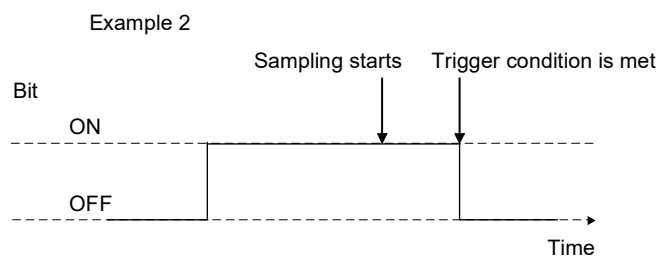 Example 2
Sampling starts Trigger condition is met
Bit
ON
OFF
Time